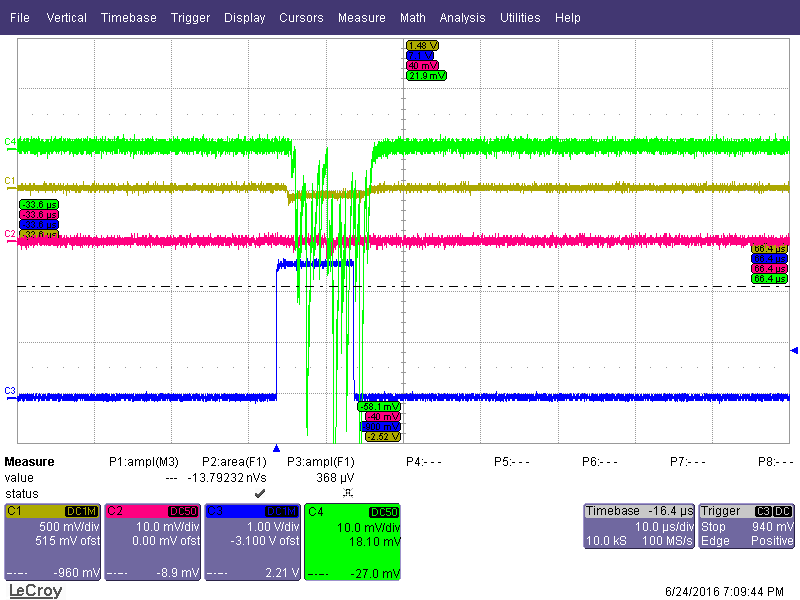 File Vertical Timebase Trigger Display Cursors Measure Math Analysis Utilities Help
1.48 V
40 mV
21.9 mV
C4
C1
-33.6 µs
-33.6 µs
-33.6 µs
C2
66.4 µs
66.4 µs
66.4 µs
C3
-58.1 mV
-40 mV
-2.52 V
Measure P1:ampl(M3) P2:area(F1) P3:ampl(F1) P4:- - - P5:- - - P6:- - - P7:- - - P8:- - -
value --- -13.79232 nVs 368 µV
status
C1 DC1M C2 DC50 C3 DC1M C4 DC50 Timebase -16.4 µs Trigger C3 DC
500 mV/div 10.0 mV/div 1.00 V/div 10.0 mV/div 10.0 µs/div Stop 940 mV
515 mV ofst 0.00 mV ofst -3.100 V ofst 18.10 mV 10.0 kS 100 MS/s Edge Positive
-960 mV -8.9 mV 2.21 V -27.0 mV
LeCroy 6/24/2016 7:09:44 PM